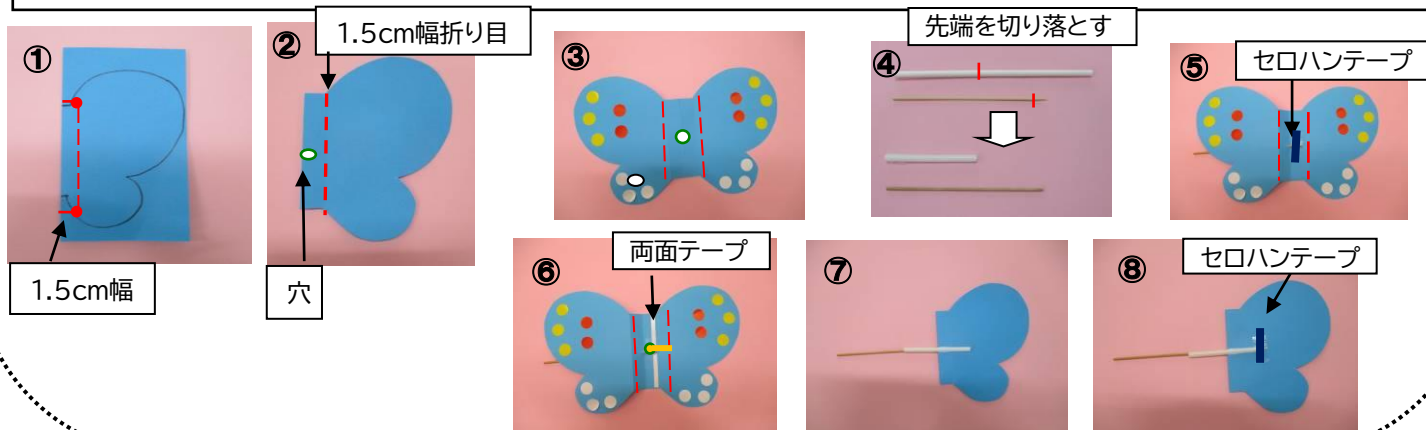 ①
1.5cm幅
②
1.5cm幅折り目
穴
③
④
先端を切り落とす
⑤
セロハンテープ
⑥
両面テープ
⑦
⑧
セロハンテープ